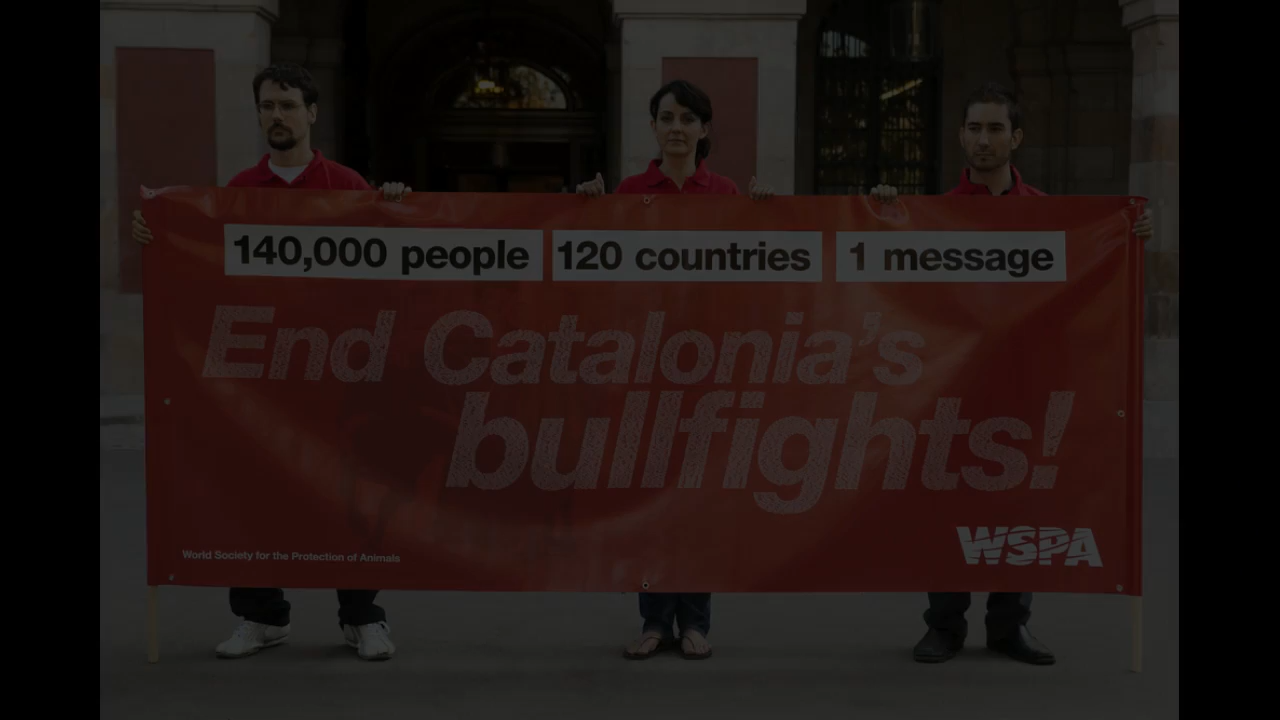 140,000 people 120 countries 1 message
End Catalonia's
bullfights!
World Society for the Protection of Animals
WSPA